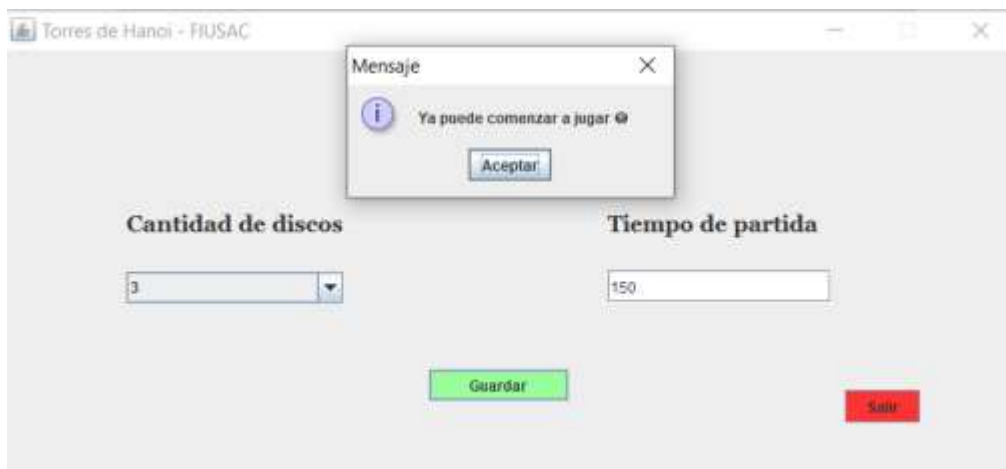 Torres de Hanoi - FIUSAC
Mensaje
Ya puede comenzar a jugar
Aceptar
Cantidad de discos
Tiempo de partida
3
150
Guardar
Salir